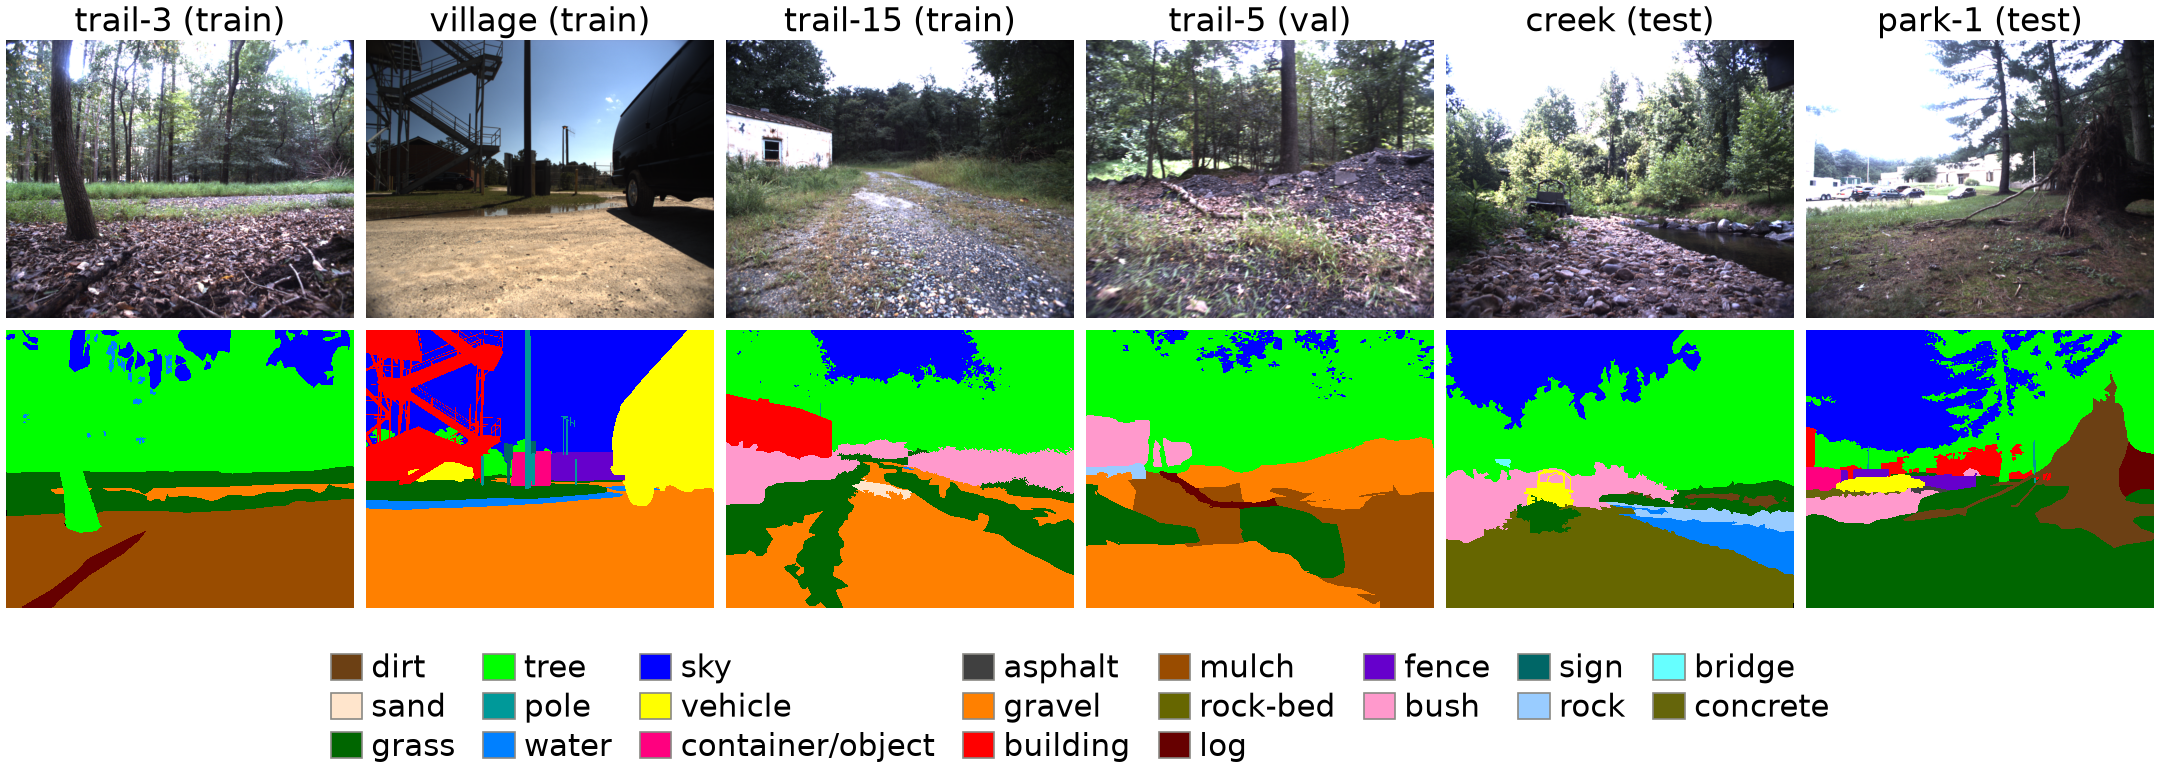 trail-3 (train) village (train) trail-15 (train) trail-5 (val) creek (test) park-1 (test)
dirt tree sky asphalt mulch fence sign bridge
sand pole vehicle gravel rock-bed bush rock concrete
grass water container/object building log